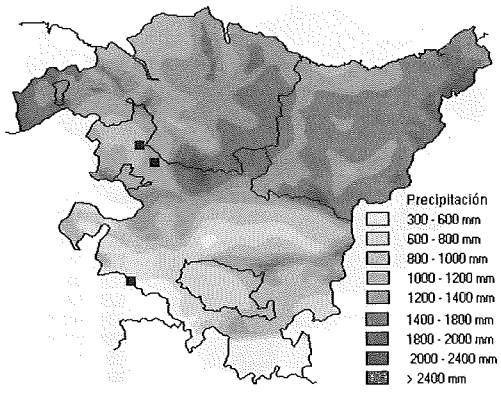 Precipitación
300 - 600 mm
600 - 800 mm
800 - 1000 mm
1000 - 1200 mm
1200 - 1400 mm
1400 - 1800 mm
1800 - 2000 mm
2000 - 2400 mm
> 2400 mm